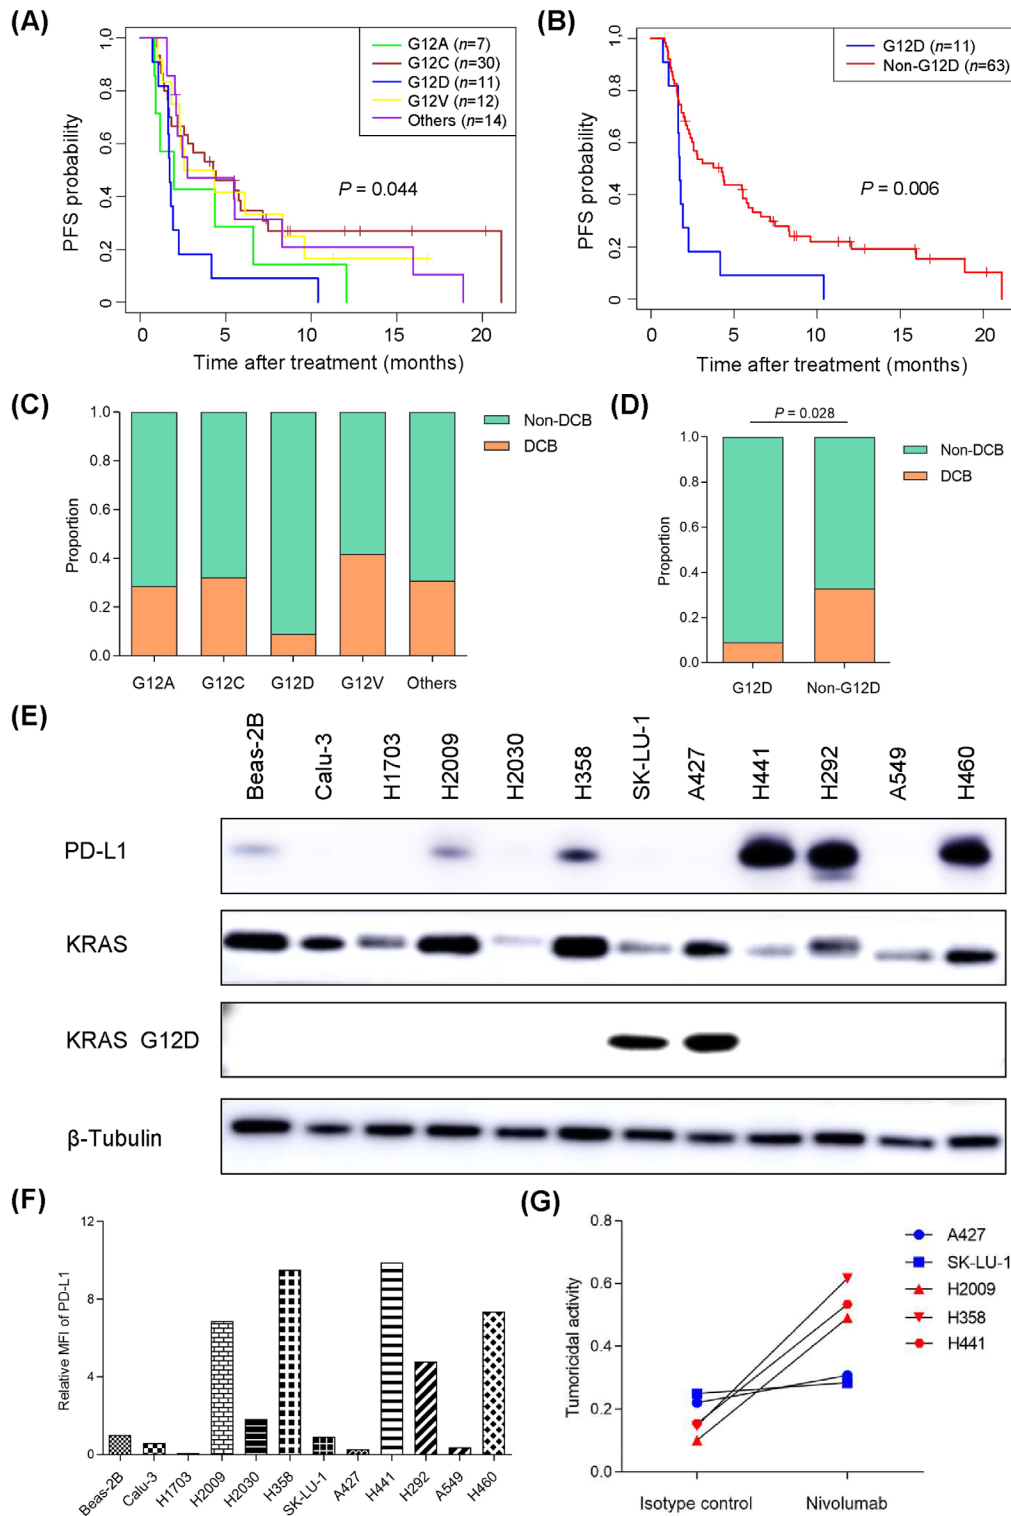 (A)
1,0
0.8
0.6
0.4
0.2
0
PFS probability
G12A (n=7)
G12C (n=30)
G12D (n=11)
G12V (n=12)
Others (n=14)
P = 0.044
0 5 10 15 20
Time after treatment (months)
(B)
1,0
0.8
0.6
0.4
0.2
0
PFS probability
G12D (n=11)
Non-G12D (n=63)
P = 0.006
0 5 10 15 20
Time after treatment (months)
(C)
1.0
0.8
0.6
0.4
0.2
0.0
Proportion
Non-DCB
DCB
G12A G12C G12D G12V Others
(D)
P = 0.028
1.0
0.8
0.6
0.4
0.2
0.0
Proportion
Non-DCB
DCB
G12D Non-G12D
(E)
Beas-2B Calu-3 H1703 H2009 H2030 H358 SK-LU-1 A427 H441 H292 A549 H460
PD-L1
KRAS
KRAS G12D
β-Tubulin
(F)
12
8
4
0
Relative MFI of PD-L1
Beas-2B Calu-3 H1703 H2009 H2030 H358 SK-LU-1 A427 H441 H292 A549 H460
(G)
0.8
0.6
0.4
0.2
0.0
Tumoricidal activity
A427
SK-LU-1
H2009
H358
H441
Isotype control Nivolumab